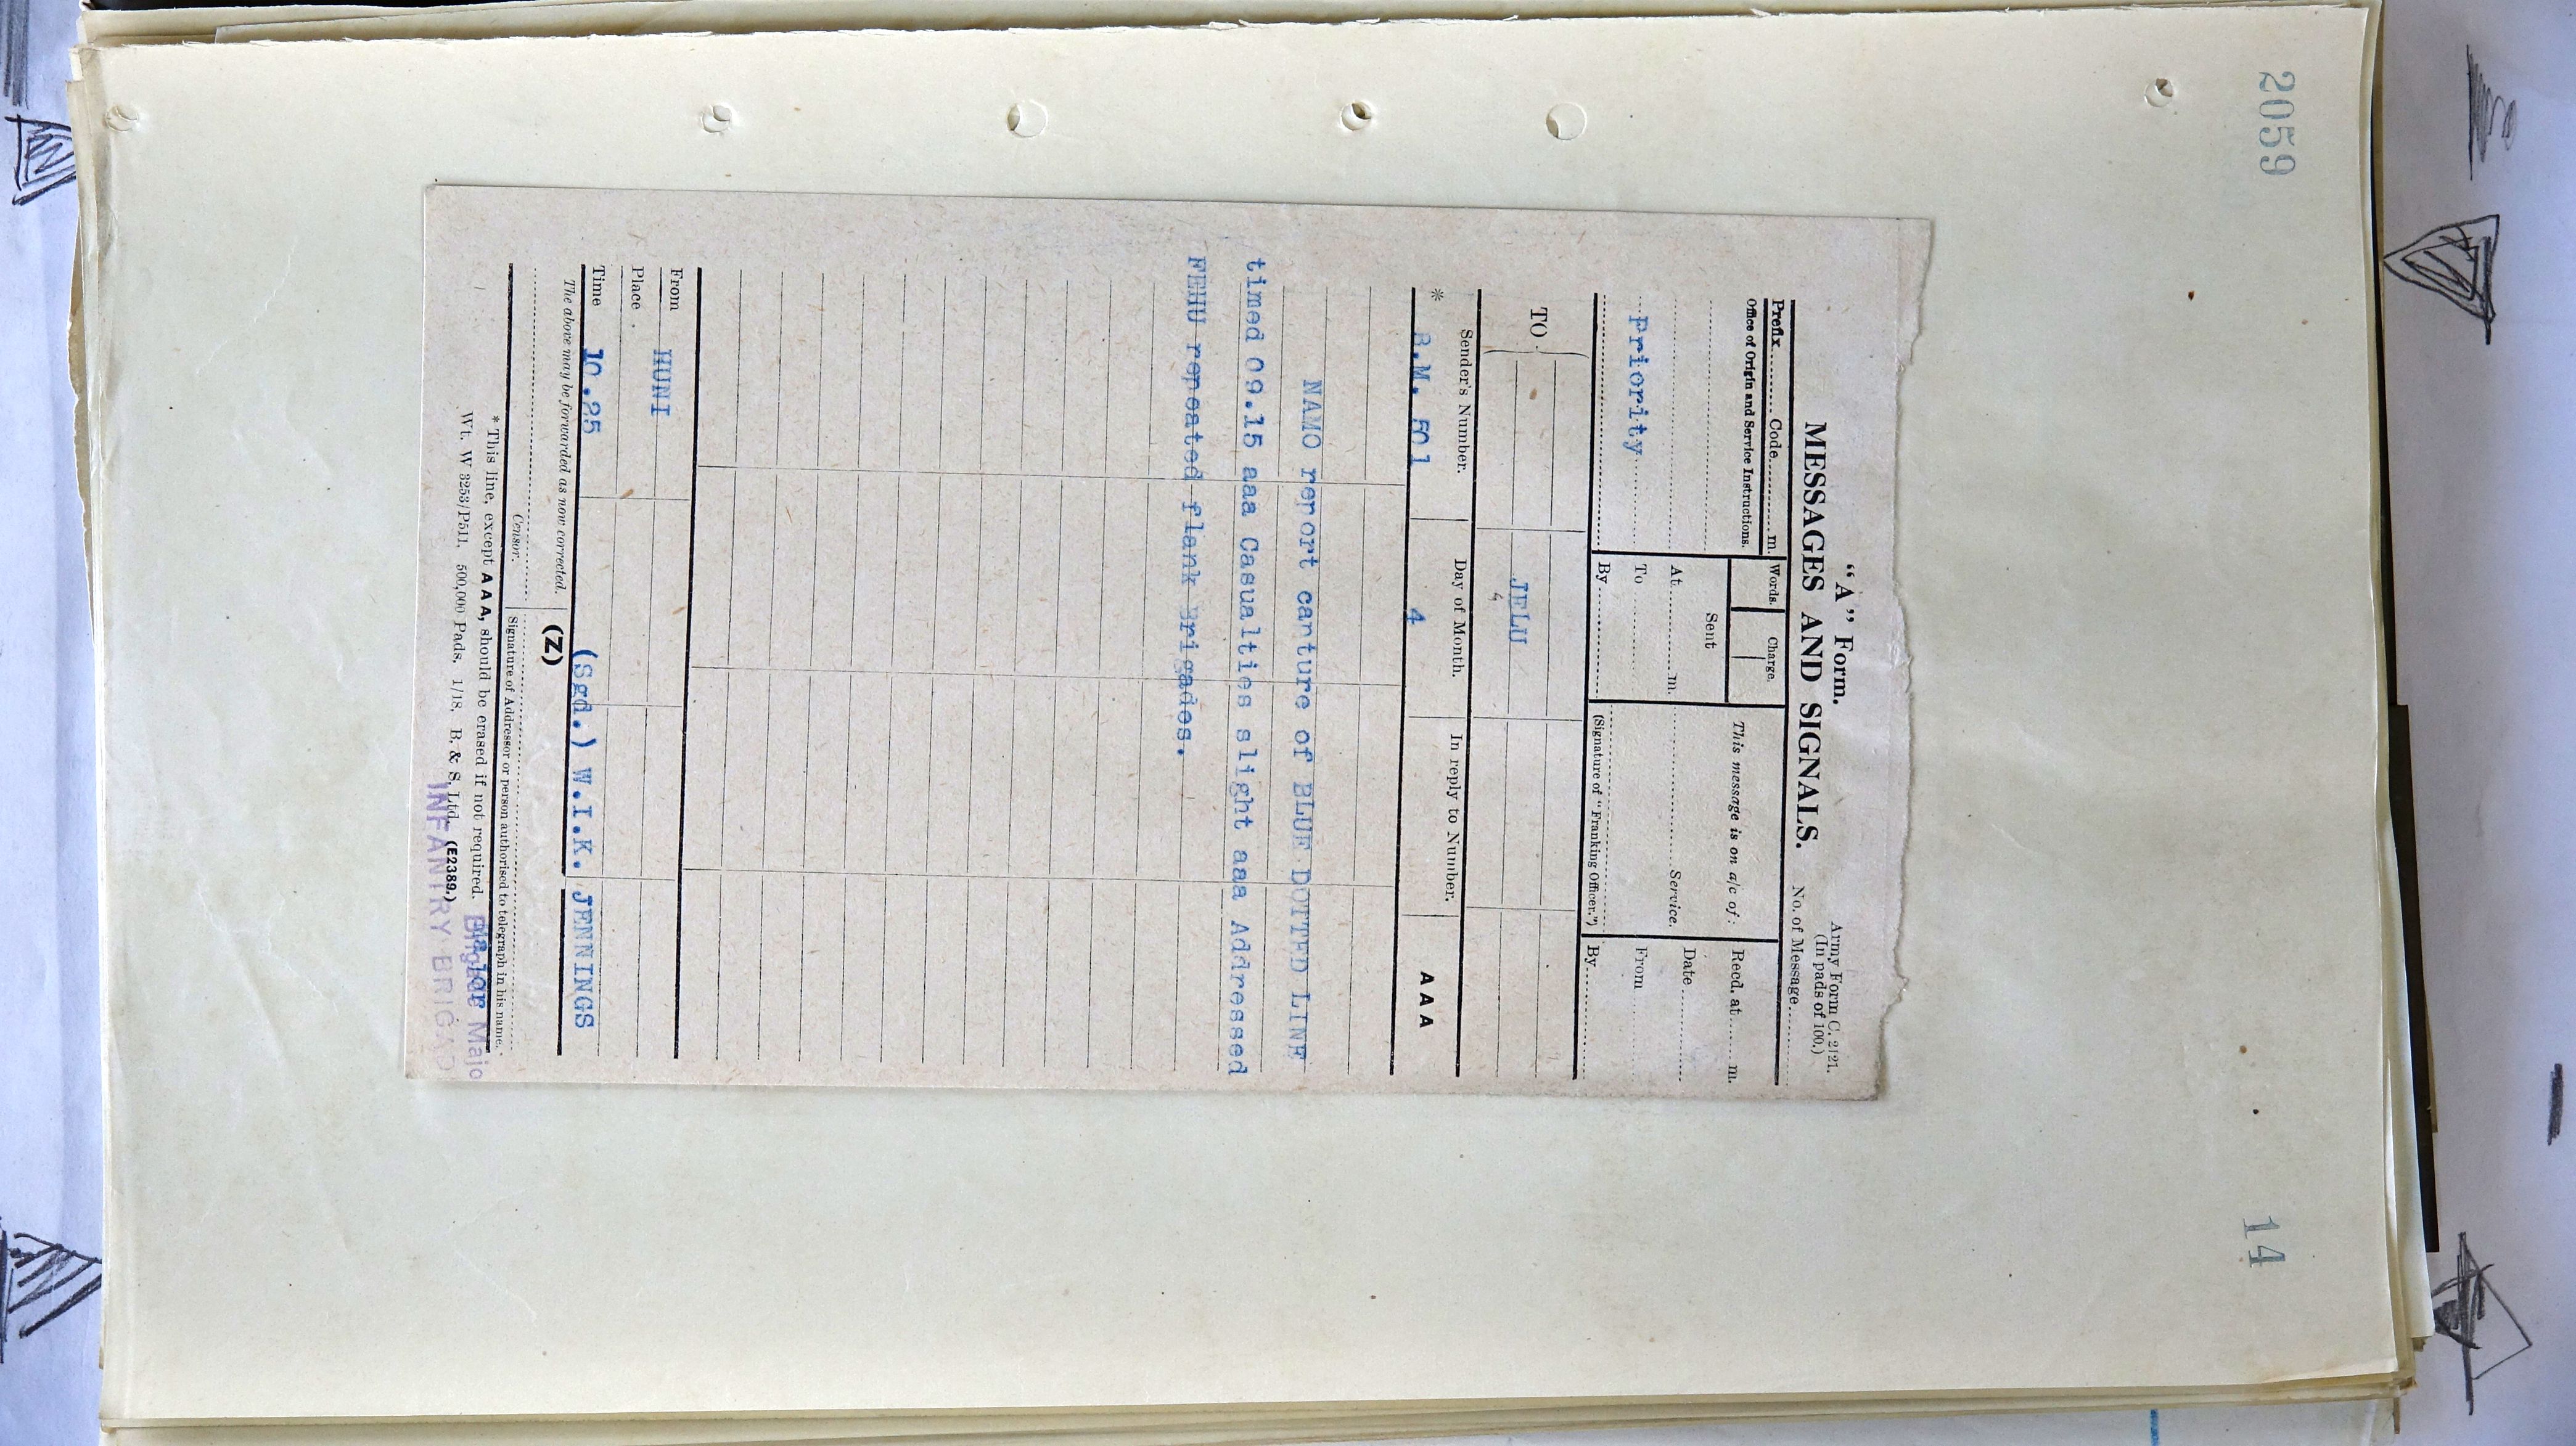 2059
14
"A" Form.
Army Form C. 2121.
(In pads of 100.)
MESSAGES AND SIGNALS.
No. of Message
Prefix Code m.
Words.
Charge.
This message is on a/c of :
Recd. at m.
Office of Origin and Service Instructions.
Sent
Date
At m.
Service.
Priority
To
From
By
(Signature of "Franking Officer.")
By
TO
JELU
4
Sender's Number.
Day of Month.
In reply to Number.
AAA
* B.M. 501
4
NAMO report capture of BLUE DOTTED LINE
timed 09.15 aaa Casualties slight aaa Addressed
repeated flank Brigades.
From HUNI
Place
Time 10.25
(Sgd.) W.I.K. JENNINGS
The above may be forwarded as now corrected.
(Z)
Censor.
Signature of Addressor or person authorised to telegraph in his name.
* This line, except AAA, should be erased if not required.
Major
Brigade Majo
Wt. W 3253/P511. 500,000 Pads. 1/18. B. & S. Ltd. (E2389.)
INFANTRY BRIGAD